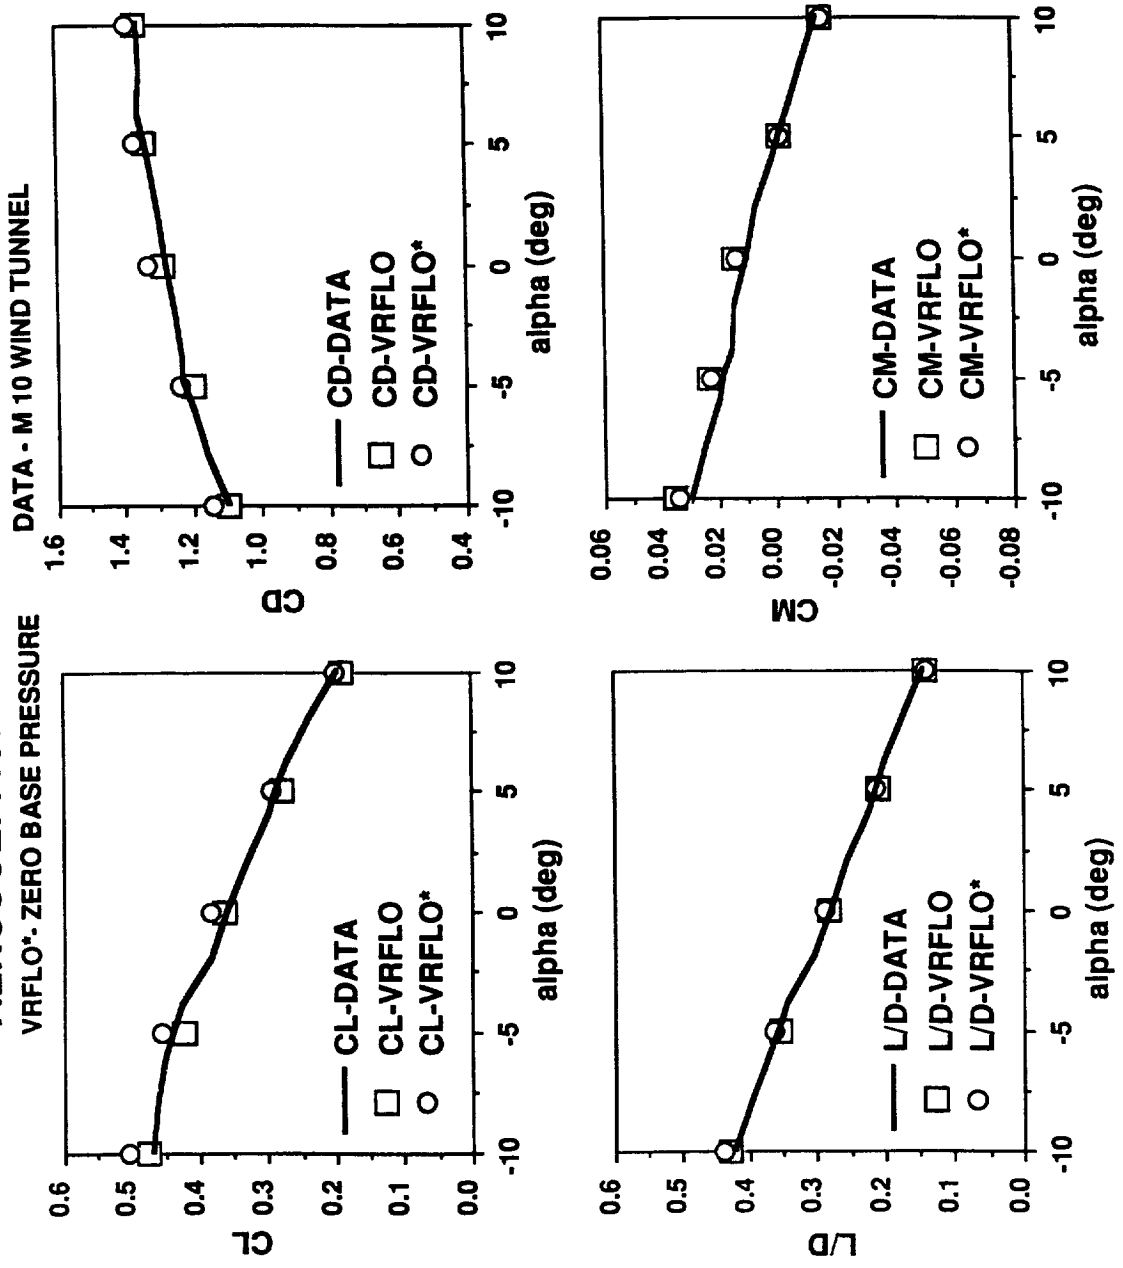 VRFLO*- ZERO BASE PRESSURE
DATA - M 10 WIND TUNNEL
CL
0.6
0.5
0.4
0.3
0.2
0.1
0.0
CL-DATA
CL-VRFLO
CL-VRFLO*
-10
-5
0
5
10
alpha (deg)
CD
1.6
1.4
1.2
1.0
0.8
0.6
0.4
CD-DATA
CD-VRFLO
CD-VRFLO*
-10
-5
0
5
10
alpha (deg)
L/D
0.6
0.5
0.4
0.3
0.2
0.1
0.0
L/D-DATA
L/D-VRFLO
L/D-VRFLO*
-10
-5
0
5
10
alpha (deg)
CM
0.06
0.04
0.02
0.00
-0.02
-0.04
-0.06
-0.08
CM-DATA
CM-VRFLO
CM-VRFLO*
-10
-5
0
5
10
alpha (deg)